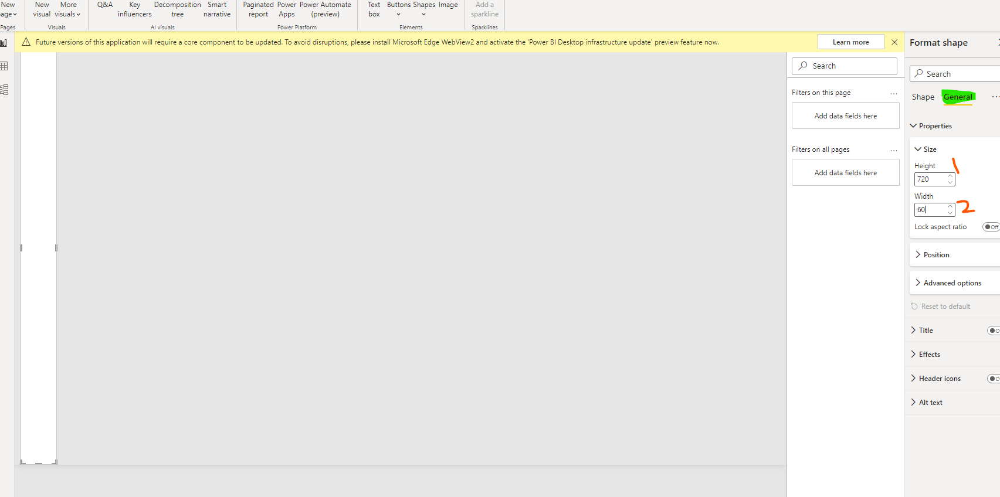 New
page
Pages
New
visual
More
visuals
Visuals
Q&A
Key
influencers
Decomposition
tree
Smart
narrative
AI visuals
Paginated
report
Power
Apps
Power Automate
(preview)
Power Platform
Text
box
Buttons
Shapes
Image
Elements
Add a
sparkline
Sparklines
Future versions of this application will require a core component to be updated. To avoid disruptions, please install Microsoft Edge WebView2 and activate the 'Power BI Desktop infrastructure update' preview feature now.
Learn more
Search
Filters on this page
...
Add data fields here
Filters on all pages
...
Add data fields here
Format shape
Search
Shape
General
Properties
Size
Height
1
720
Width
2
60
Lock aspect ratio
Off
Position
Advanced options
Reset to default
Title
Effects
Header icons
Alt text